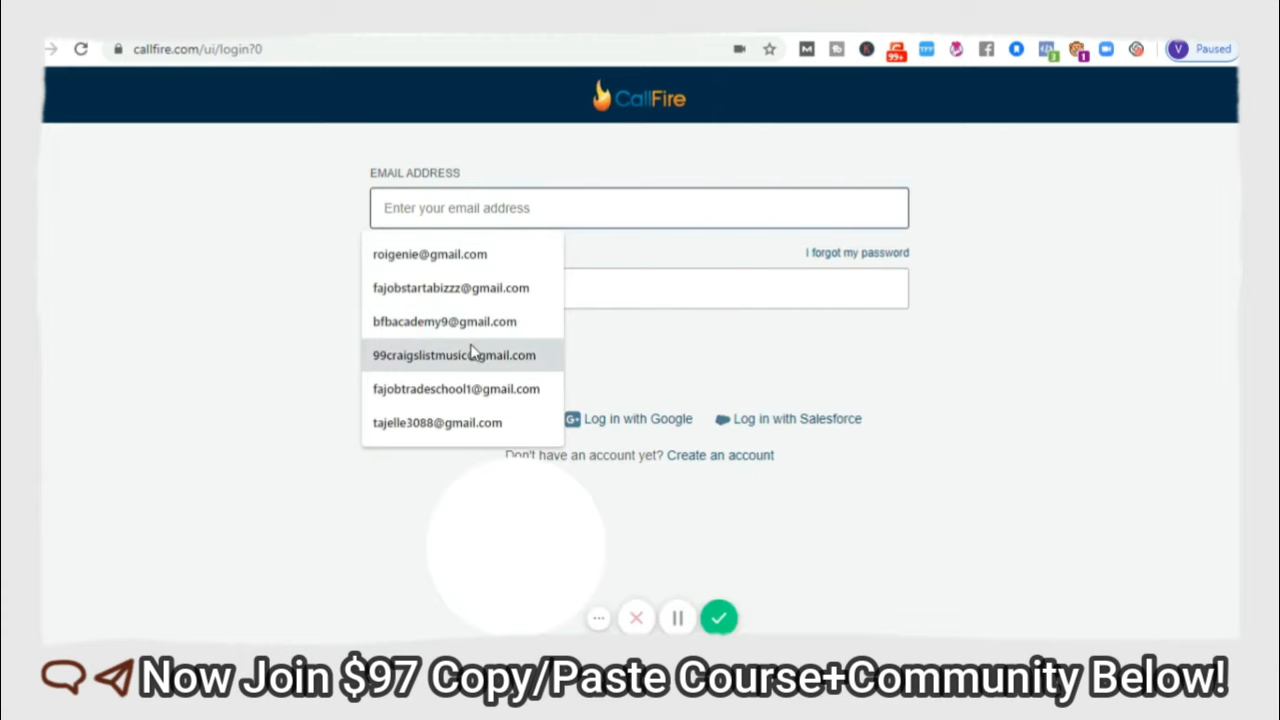 callfire.com/ui/login?0
99+
3
1
V Paused
CallFire
EMAIL ADDRESS
Enter your email address
I forgot my password
roigenie@gmail.com
fajobstartabizzz@gmail.com
bfbacademy9@gmail.com
99craigslistmusic@gmail.com
fajobtradeschool1@gmail.com
tajelle3088@gmail.com
Log in with Google Log in with Salesforce
Don't have an account yet? Create an account
Now Join $97 Copy/Paste Course+Community Below!